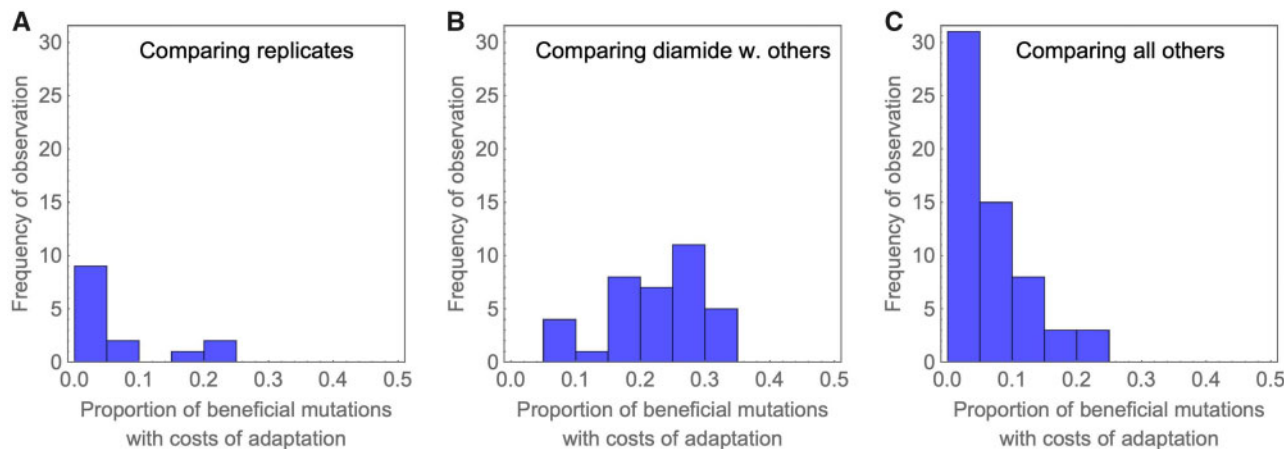 A
Comparing replicates
Frequency of observation
30
25
20
15
10
5
0
0.0 0.1 0.2 0.3 0.4 0.5
Proportion of beneficial mutations
with costs of adaptation
B
Comparing diamide w. others
Frequency of observation
30
25
20
15
10
5
0
0.0 0.1 0.2 0.3 0.4 0.5
Proportion of beneficial mutations
with costs of adaptation
C
Comparing all others
Frequency of observation
30
25
20
15
10
5
0
0.0 0.1 0.2 0.3 0.4 0.5
Proportion of beneficial mutations
with costs of adaptation